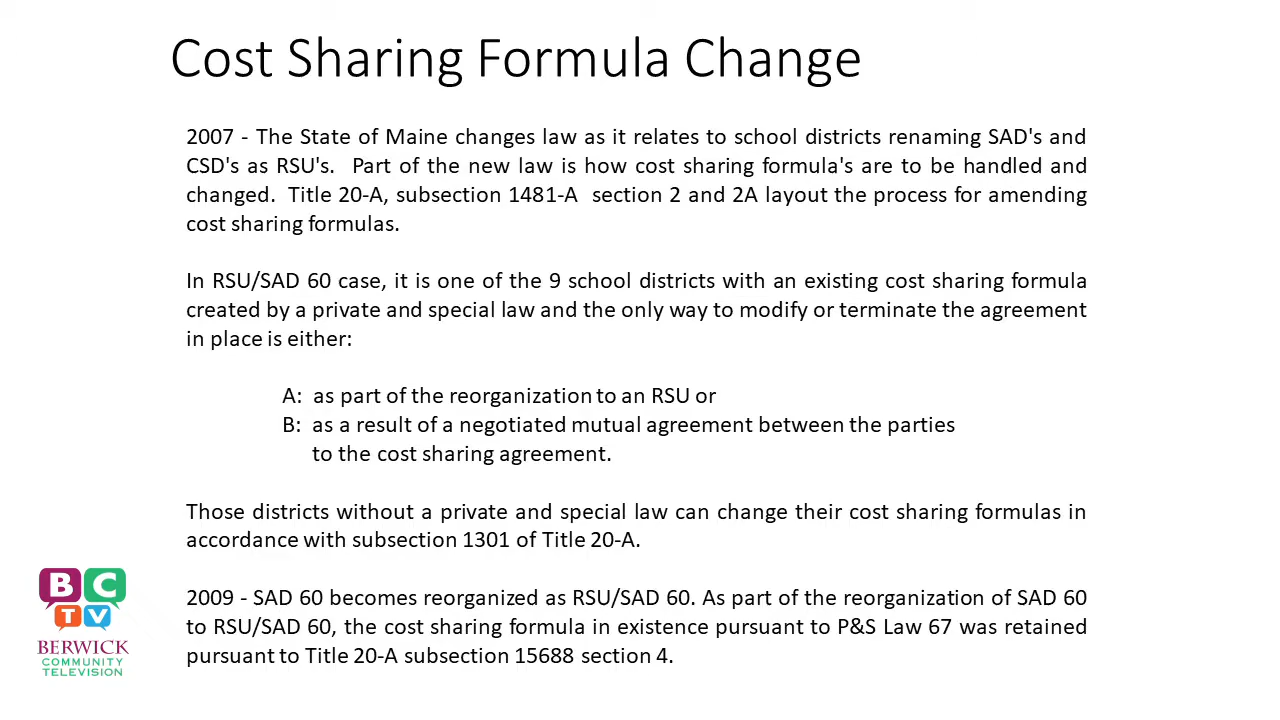 Cost Sharing Formula Change
2007 - The State of Maine changes law as it relates to school districts renaming SAD's and
CSD's as RSU's.  Part of the new law is how cost sharing formula's are to be handled and
changed.  Title 20-A, subsection 1481-A  section 2 and 2A layout the process for amending
cost sharing formulas.
In RSU/SAD 60 case, it is one of the 9 school districts with an existing cost sharing formula
created by a private and special law and the only way to modify or terminate the agreement
in place is either:
A:  as part of the reorganization to an RSU or
B:  as a result of a negotiated mutual agreement between the parties
to the cost sharing agreement.
Those districts without a private and special law can change their cost sharing formulas in
accordance with subsection 1301 of Title 20-A.
2009 - SAD 60 becomes reorganized as RSU/SAD 60. As part of the reorganization of SAD 60
to RSU/SAD 60, the cost sharing formula in existence pursuant to P&S Law 67 was retained
pursuant to Title 20-A subsection 15688 section 4.
BC
TV
BERWICK
COMMUNITY
TELEVISION